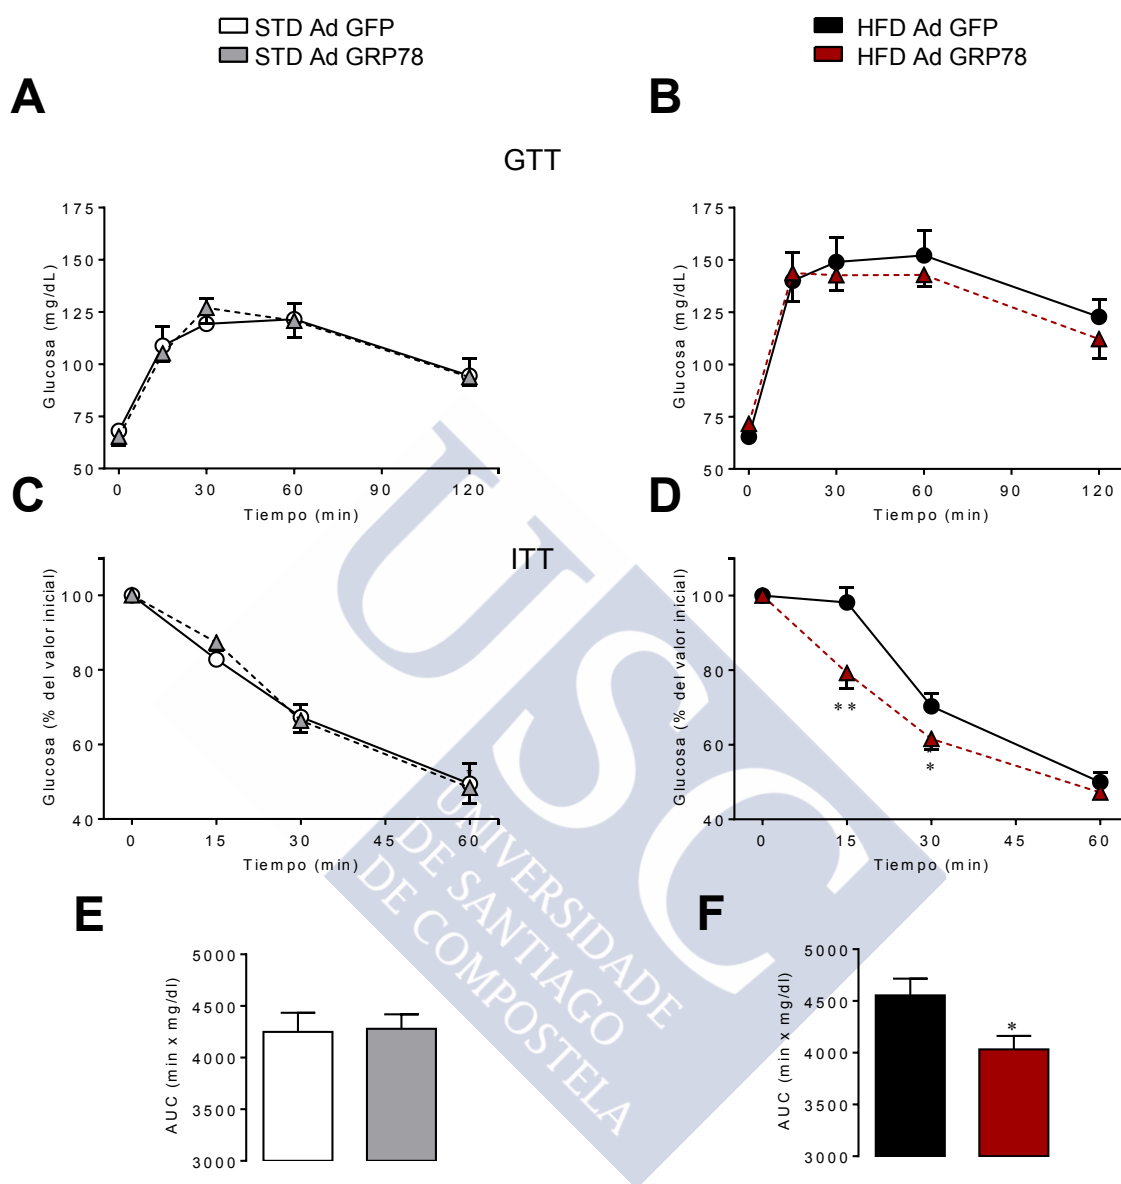 STD Ad GFP
STD Ad GRP78
HFD Ad GFP
HFD Ad GRP78
A
B
GTT
Glucosa (mg/dL)
175
150
125
100
75
50
0
30
60
90
120
Tiempo (min)
Glucosa (mg/dL)
175
150
125
100
75
50
0
30
60
90
120
Tiempo (min)
C
D
ITT
Glucosa (% del valor inicial)
100
80
60
40
0
15
30
45
60
Tiempo (min)
Glucosa (% del valor inicial)
100
80
60
40
**
*
0
15
30
45
60
Tiempo (min)
E
F
AUC (min x mg/dl)
5000
4500
4000
3500
3000
AUC (min x mg/dl)
5000
4500
4000
3500
3000
*
USC
UNIVERSIDADE
DE SANTIAGO
DE COMPOSTELA